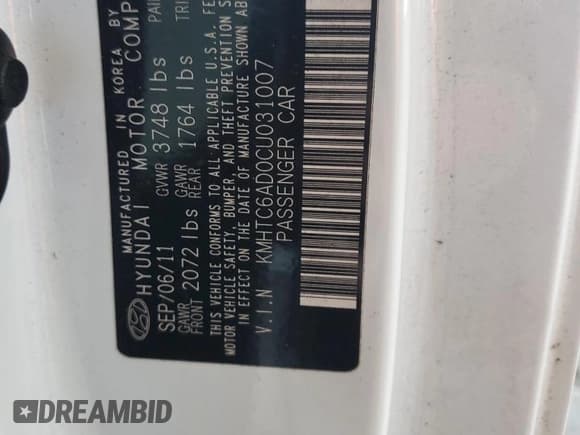 MANUFACTURED IN KOREA BY
HYUNDAI MOTOR COMP
SEP/06/11 GVWR 3748 lbs PAI
GAWR FRONT 2072 lbs GAWR REAR 1764 lbs TRI
THIS VEHICLE CONFORMS TO ALL APPLICABLE U.S.A. FE
MOTOR VEHICLE SAFETY, BUMPER, AND THEFT PREVENTION S
IN EFFECT ON THE DATE OF MANUFACTURE SHOWN AB
V.I.N KMHTC6AD0CU031007
PASSENGER CAR
DREAMBID